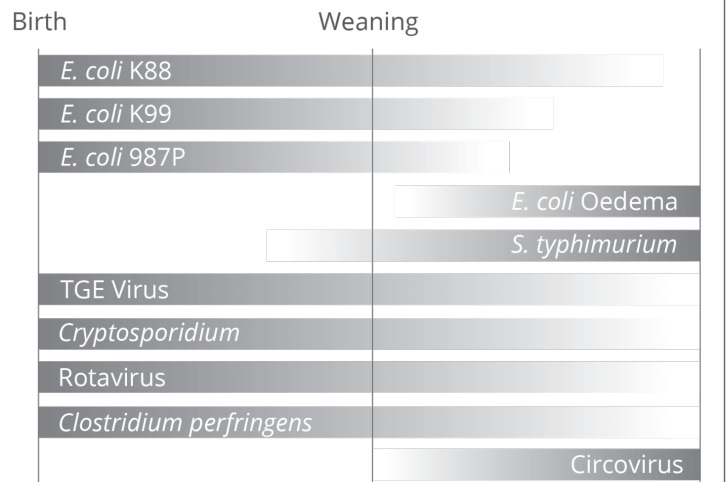 Birth Weaning
E. coli K88
E. coli K99
E. coli 987P
E. coli Oedema
S. typhimurium
TGE Virus
Cryptosporidium
Rotavirus
Clostridium perfringens
Circovirus